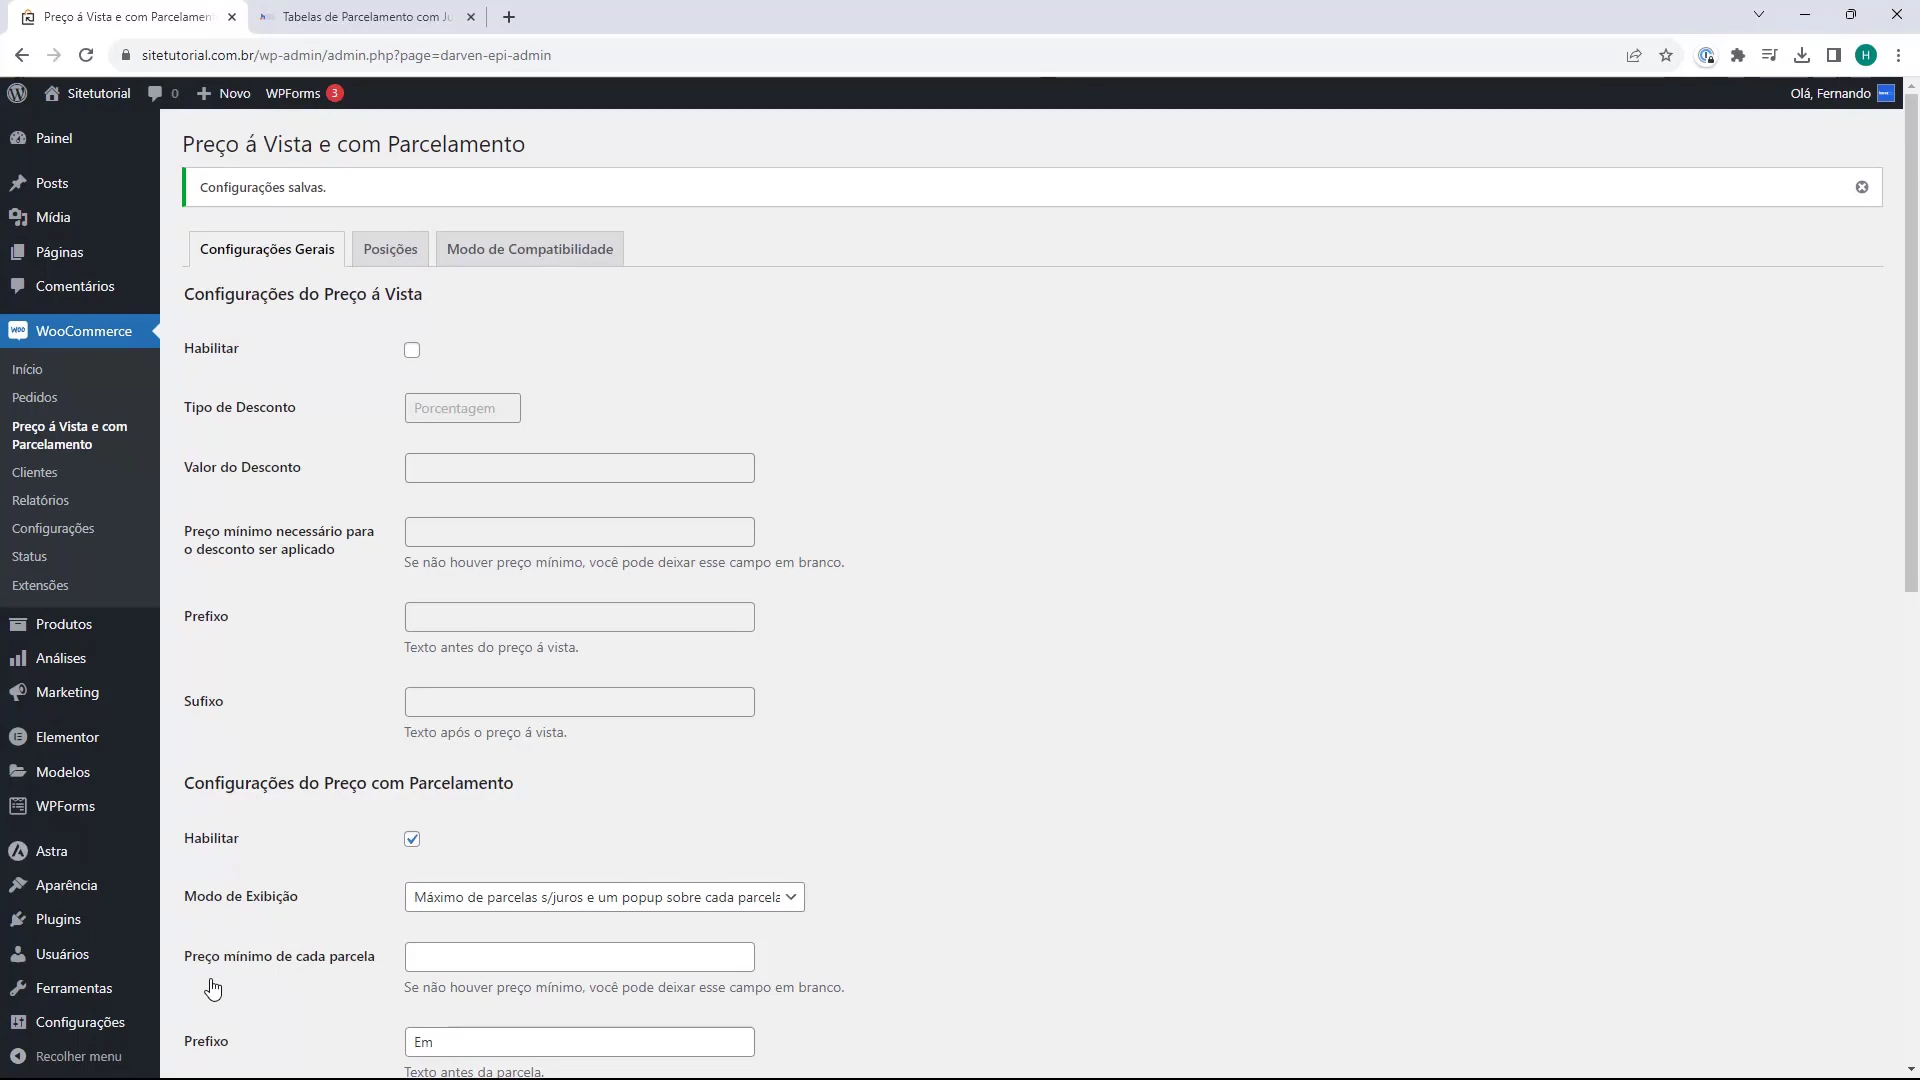 Preço á Vista e com Parcelament
Tabelas de Parcelamento com Ju
sitetutorial.com.br/wp-admin/admin.php?page=darven-epi-admin
H
Sitetutorial
0
Novo
WPForms 3
Olá, Fernando
Painel
Posts
Mídia
Páginas
Comentários
WooCommerce
Início
Pedidos
Preço á Vista e com
Parcelamento
Clientes
Relatórios
Configurações
Status
Extensões
Produtos
Análises
Marketing
Elementor
Modelos
WPForms
Astra
Aparência
Plugins
Usuários
Ferramentas
Configurações
Recolher menu
Preço á Vista e com Parcelamento
Configurações salvas.
Configurações Gerais
Posições
Modo de Compatibilidade
Configurações do Preço á Vista
Habilitar
Tipo de Desconto
Porcentagem
Valor do Desconto
Preço mínimo necessário para
o desconto ser aplicado
Se não houver preço mínimo, você pode deixar esse campo em branco.
Prefixo
Texto antes do preço á vista.
Sufixo
Texto após o preço á vista.
Configurações do Preço com Parcelamento
Habilitar
Modo de Exibição
Máximo de parcelas s/juros e um popup sobre cada parcela
Preço mínimo de cada parcela
Se não houver preço mínimo, você pode deixar esse campo em branco.
Prefixo
Em
Texto antes da parcela.